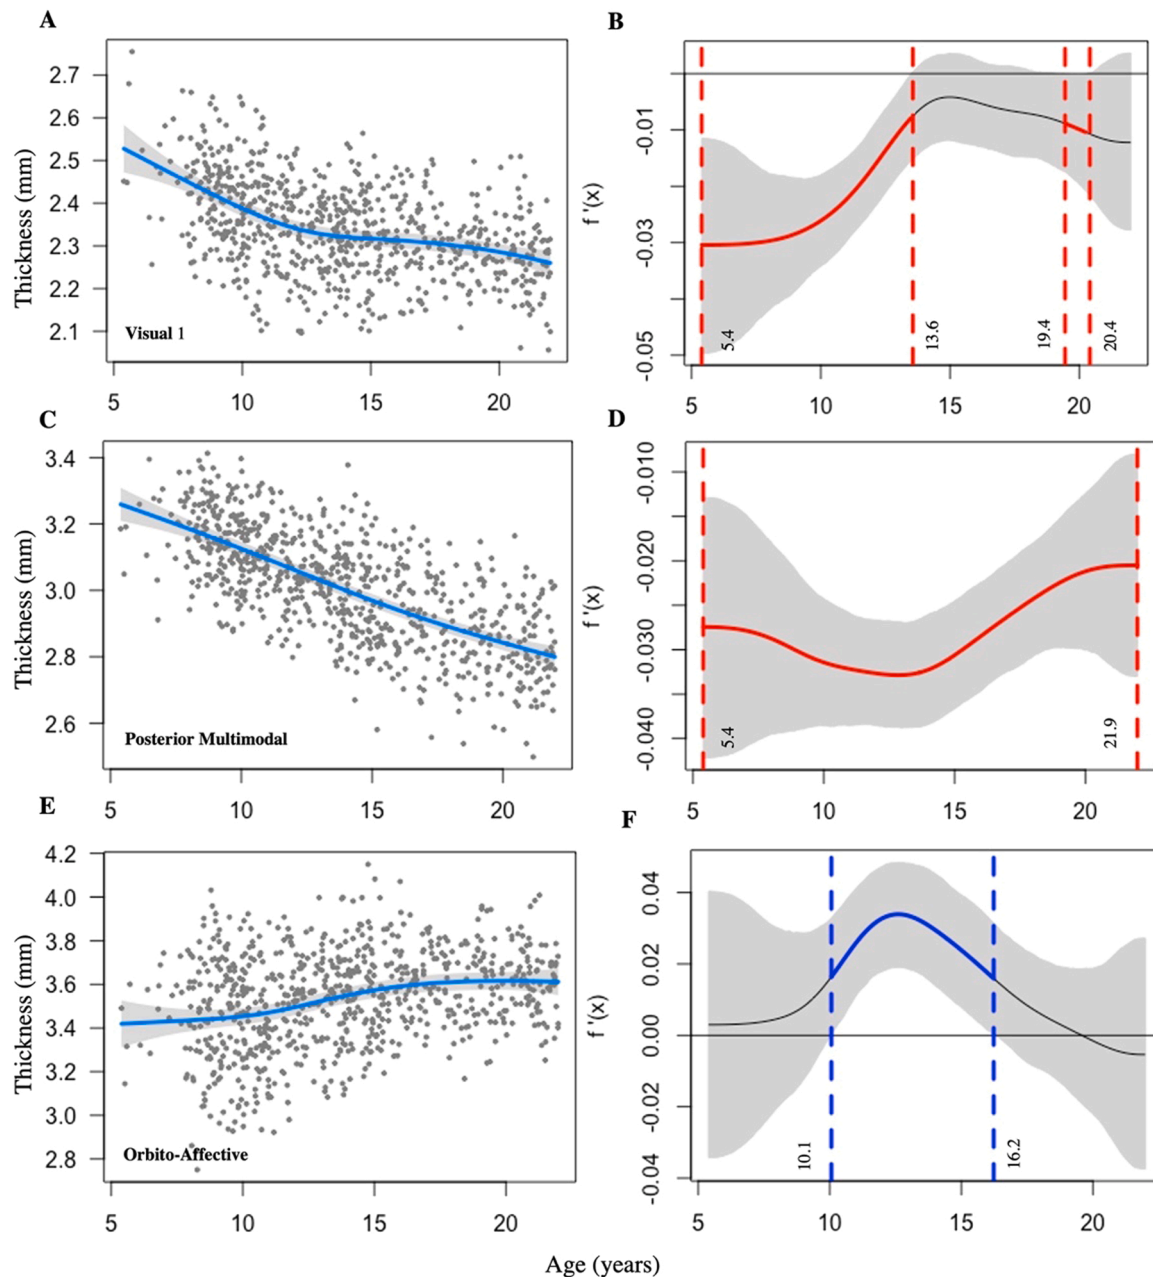 A
Thickness (mm)
2.7
2.6
2.5
2.4
2.3
2.2
2.1
Visual 1
5 10 15 20
B
f '(x)
-0.01
-0.03
-0.05
5.4
13.6
19.4
20.4
5 10 15 20
C
Thickness (mm)
3.4
3.2
3.0
2.8
2.6
Posterior Multimodal
5 10 15 20
D
f '(x)
-0.010
-0.020
-0.030
-0.040
5.4
21.9
5 10 15 20
E
Thickness (mm)
4.2
4.0
3.8
3.6
3.4
3.2
3.0
2.8
Orbito-Affective
5 10 15 20
F
f '(x)
0.04
0.02
0.00
-0.02
-0.04
10.1
16.2
5 10 15 20
Age (years)